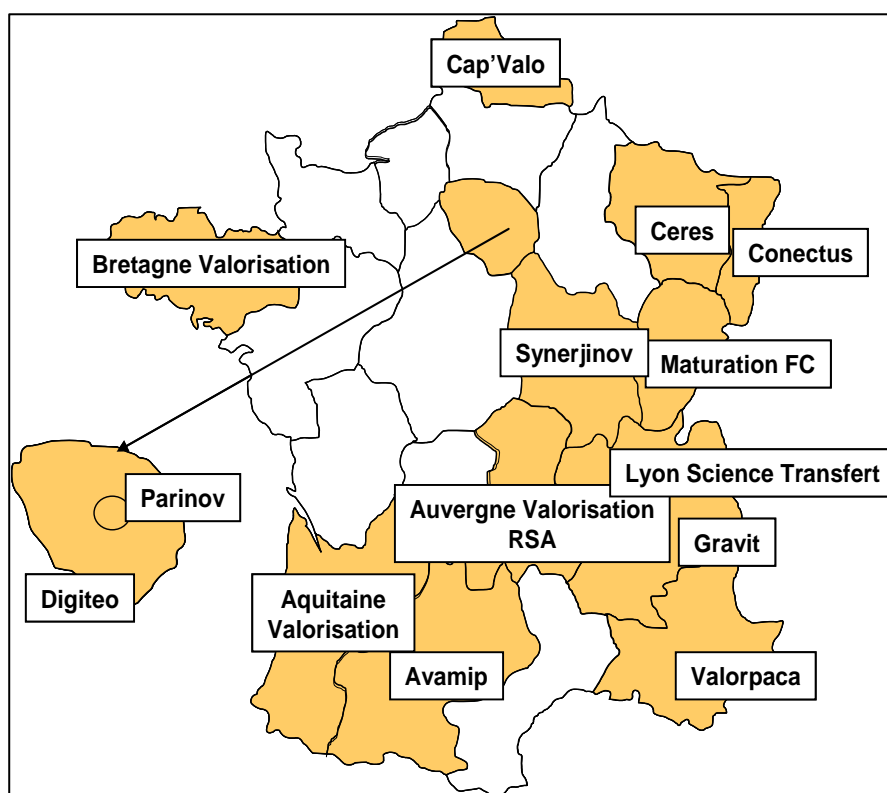 Cap'Valo
Ceres
Conectus
Bretagne Valorisation
Synerjinov
Maturation FC
Lyon Science Transfert
Parinov
Auvergne Valorisation
RSA
Gravit
Digiteo
Aquitaine
Valorisation
Avamip
Valorpaca